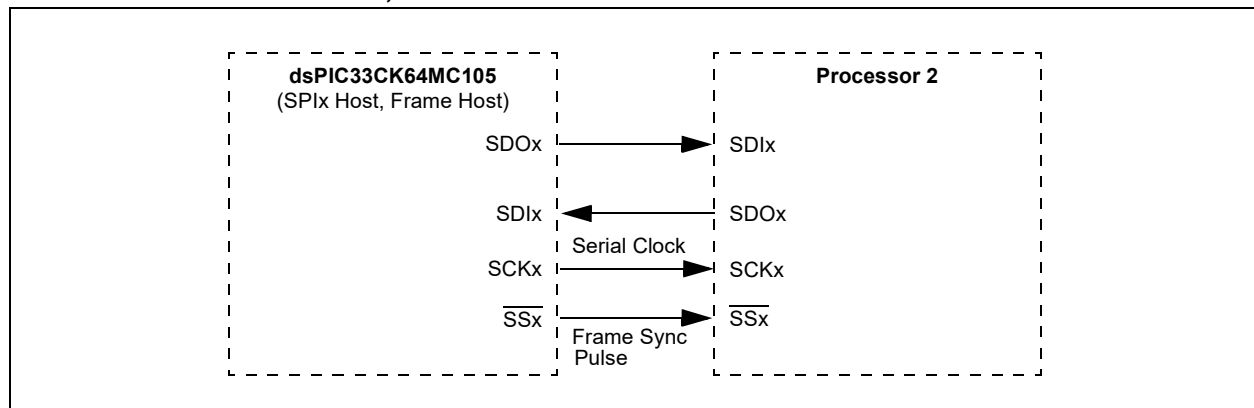 dsPIC33CK64MC105
Processor 2
(SPIx Host, Frame Host)
SDOx
SDIx
SDIx
SDOx
Serial Clock
SCKx
SCKx
SSx
SSx
Frame Sync
Pulse